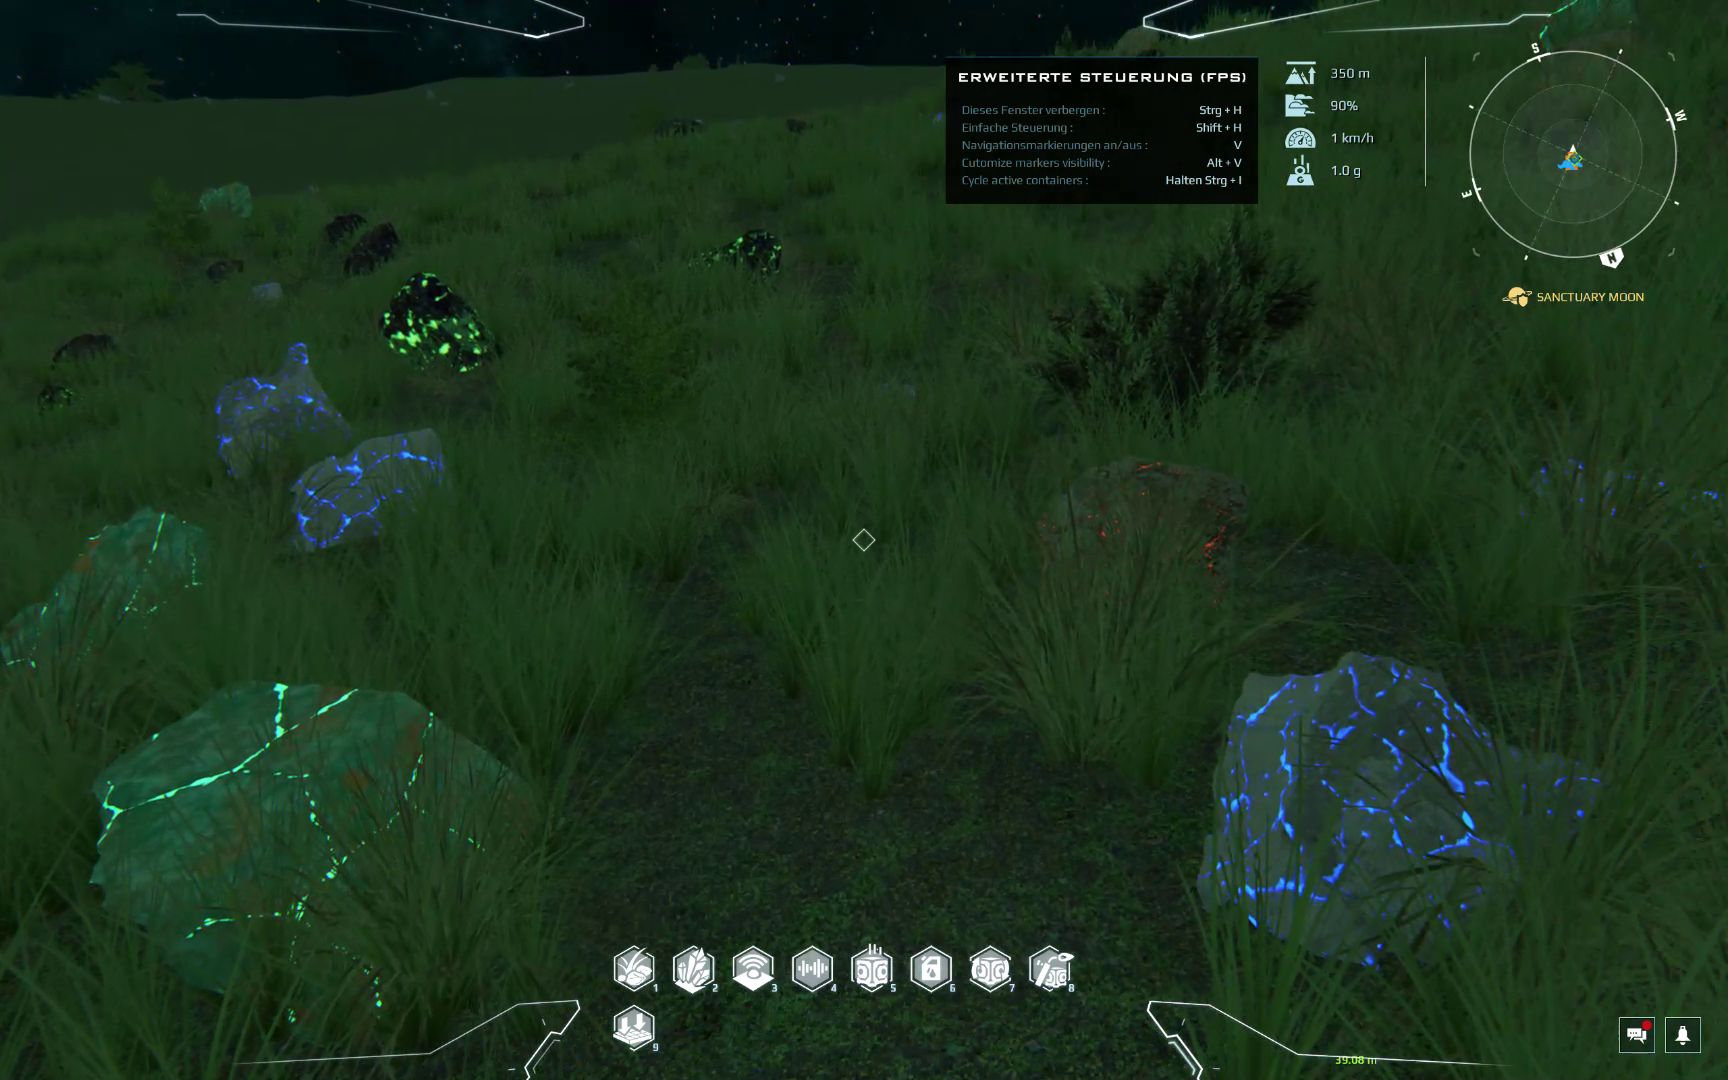 S
ERWEITERTE STEUERUNG (FPS)
Dieses Fenster verbergen : Strg + H
Einfache Steuerung : Shift + H
Navigationsmarkierungen an/aus : V
Cutomize markers visibility : Alt + V
Cycle active containers : Halten Strg + I
350 m
90%
1 km/h
G 1.0 g
W
E
N
SANCTUARY MOON
1 2 3 4 5 6 7 8
9
39.08 m